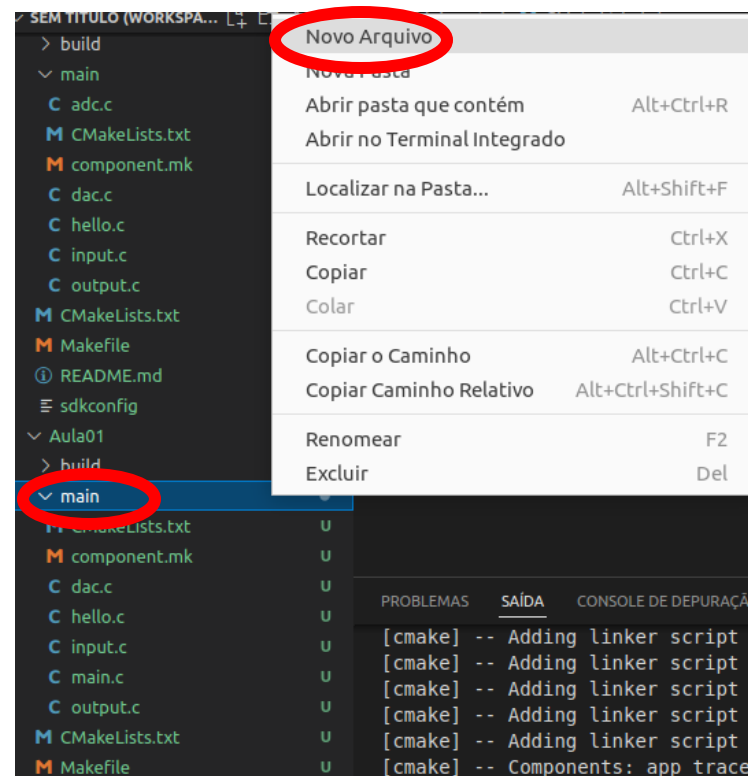 SEM TÍTULO (WORKSPA...
build
main
C adc.c
M CMakeLists.txt
M component.mk
C dac.c
C hello.c
C input.c
C output.c
M CMakeLists.txt
M Makefile
README.md
sdkconfig
Aula01
build
main
M CMakeLists.txt U
M component.mk U
C dac.c U
C hello.c U
C input.c U
C main.c U
C output.c U
M CMakeLists.txt U
M Makefile U
Novo Arquivo
Nova Pasta
Abrir pasta que contém Alt+Ctrl+R
Abrir no Terminal Integrado
Localizar na Pasta... Alt+Shift+F
Recortar Ctrl+X
Copiar Ctrl+C
Colar Ctrl+V
Copiar o Caminho Alt+Ctrl+C
Copiar Caminho Relativo Alt+Ctrl+Shift+C
Renomear F2
Excluir Del
PROBLEMAS SAÍDA CONSOLE DE DEPURAÇÃ
[cmake] -- Adding linker script
[cmake] -- Adding linker script
[cmake] -- Adding linker script
[cmake] -- Adding linker script
[cmake] -- Adding linker script
[cmake] -- Components: app_trace